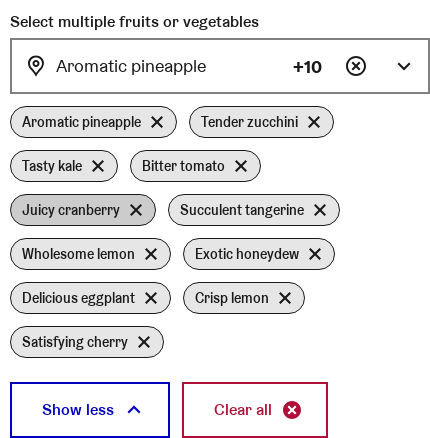 Select multiple fruits or vegetables
Aromatic pineapple +10
Aromatic pineapple Tender zucchini
Tasty kale Bitter tomato
Juicy cranberry Succulent tangerine
Wholesome lemon Exotic honeydew
Delicious eggplant Crisp lemon
Satisfying cherry
Show less Clear all